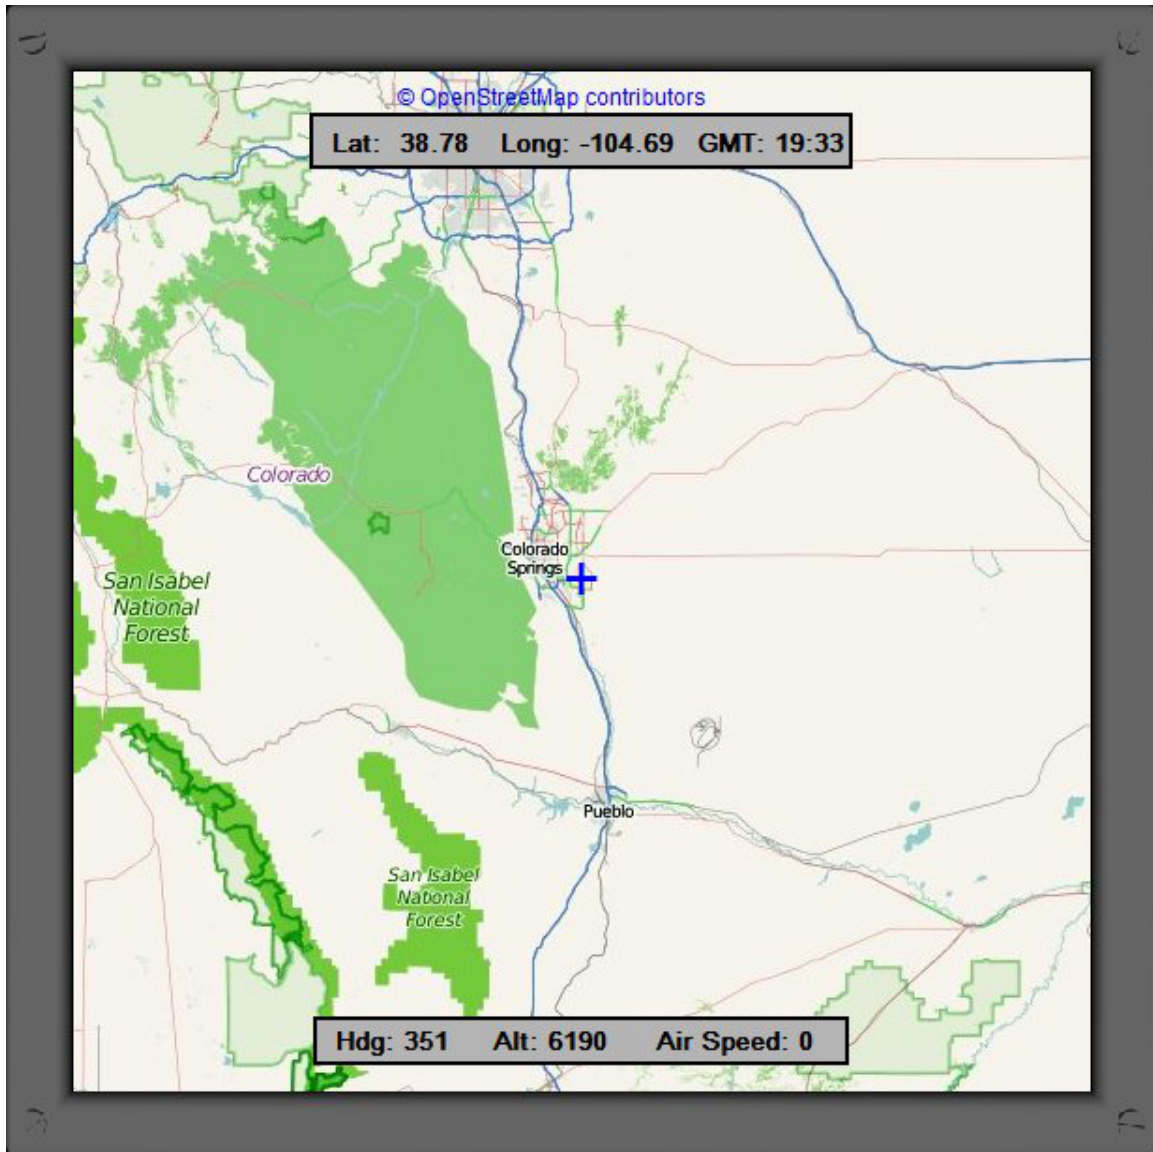 © OpenStreetMap contributors
Lat: 38.78 Long: -104.69 GMT: 19:33
Colorado
Colorado
Springs
San Isabel
National
Forest
Pueblo
San Isabel
National
Forest
Hdg: 351 Alt: 6190 Air Speed: 0